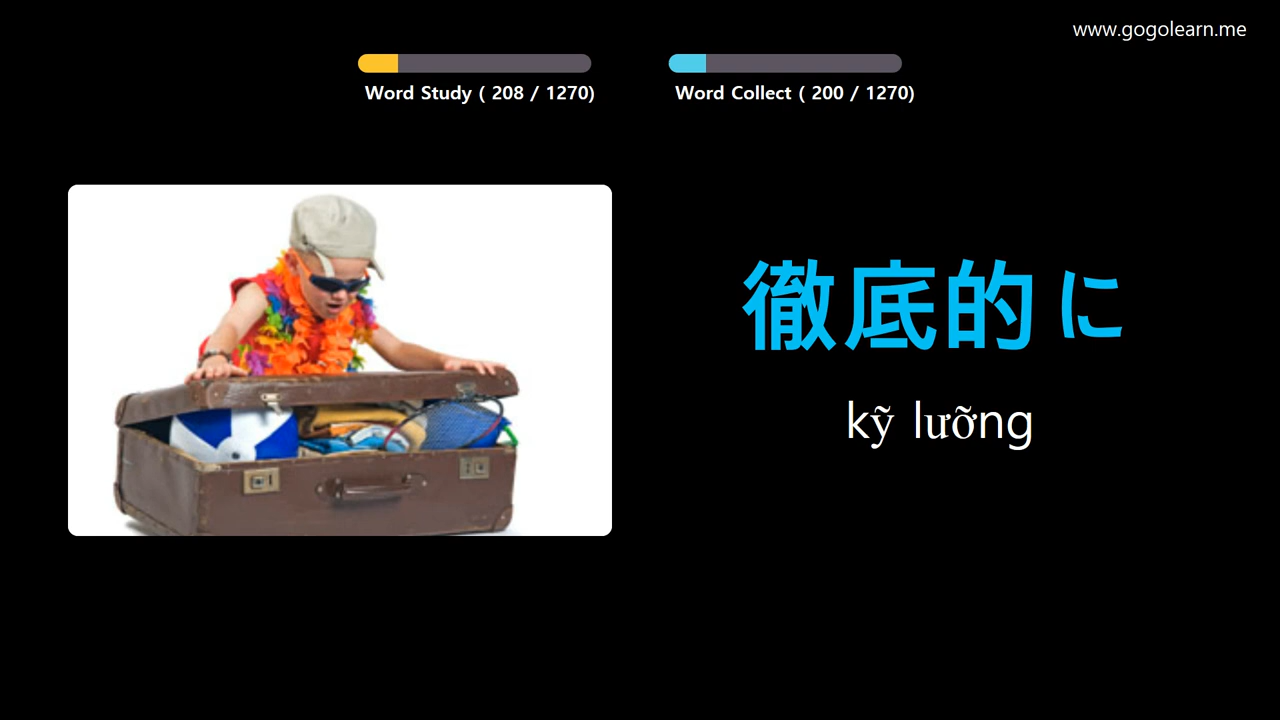 www.gogolearn.me
Word Study ( 208 / 1270)
Word Collect ( 200 / 1270)
徹底的に
kỹ lưỡng